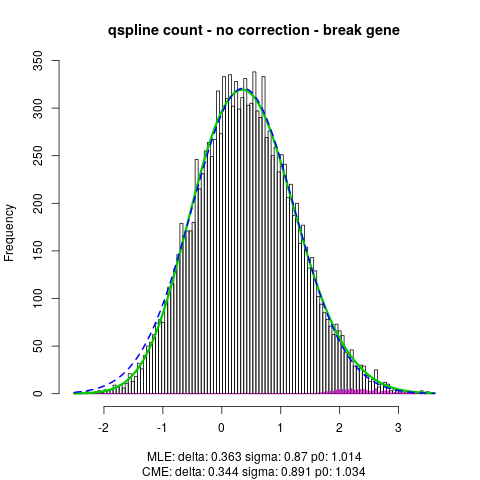 qspline count - no correction - break gene
350
300
250
200
150
100
50
0
Frequency
-2 -1 0 1 2 3
MLE: delta: 0.363 sigma: 0.87 p0: 1.014
CME: delta: 0.344 sigma: 0.891 p0: 1.034